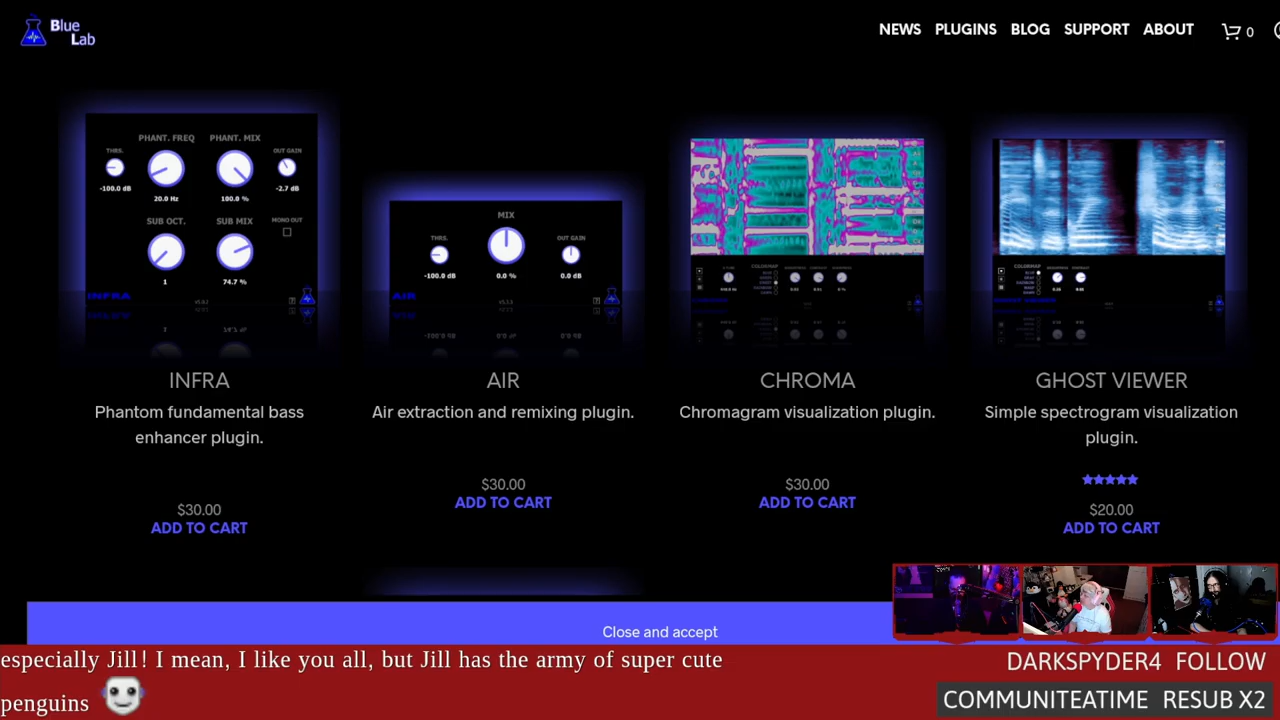 Blue
Lab
NEWS PLUGINS BLOG SUPPORT ABOUT 0
PHANT. FREQ PHANT. MIX
THRS. OUT GAIN
-100.0 dB -2.7 dB
20.0 Hz 100.0 %
SUB OCT. SUB MIX MONO OUT
1 74.7 %
INFRA
MIX
THRS. OUT GAIN
-100.0 dB 0.0 % 0.0 dB
AIR
COLORMAP
INFRA AIR CHROMA GHOST VIEWER
Phantom fundamental bass
enhancer plugin.
Air extraction and remixing plugin.
Chromagram visualization plugin.
Simple spectrogram visualization
plugin.
$30.00
ADD TO CART
$30.00
ADD TO CART
$30.00
ADD TO CART
$20.00
ADD TO CART
Close and accept
especially Jill! I mean, I like you all, but Jill has the army of super cute
penguins
DARKSPYDER4 FOLLOW
COMMUNITEATIME RESUB X2